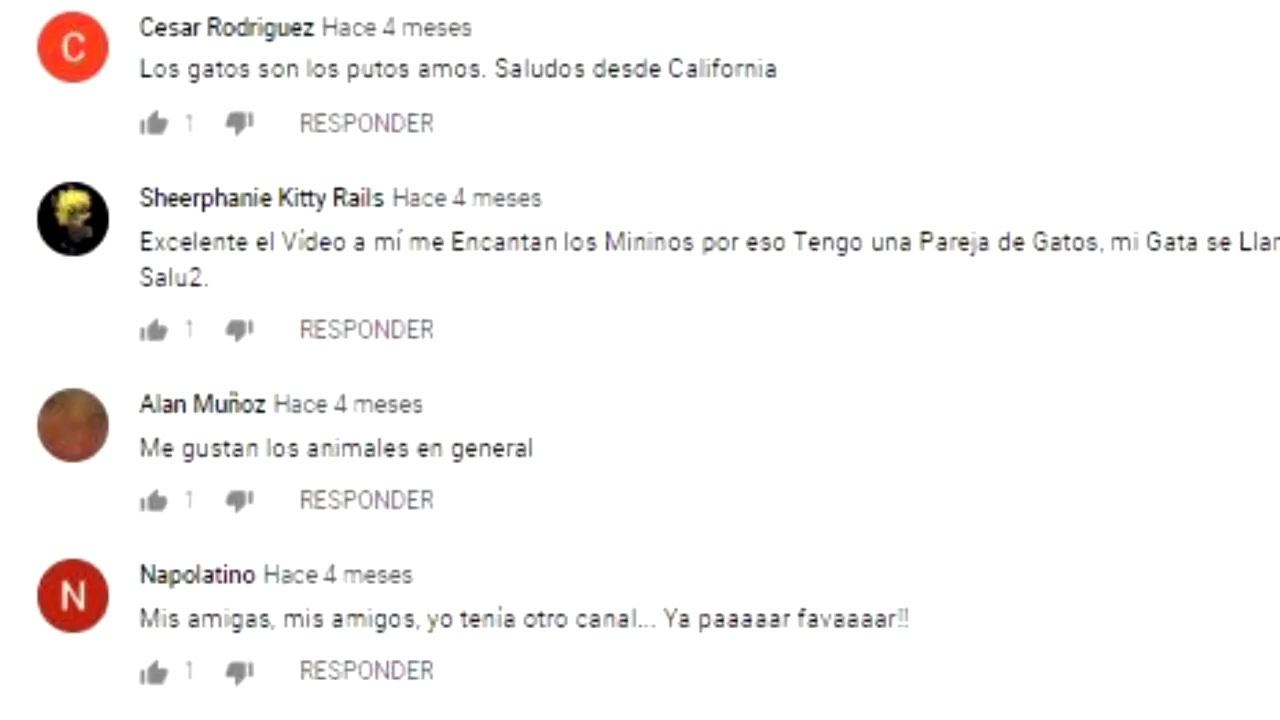 C
Cesar Rodriguez Hace 4 meses
Los gatos son los putos amos. Saludos desde California
1 RESPONDER
Sheerphanie Kitty Rails Hace 4 meses
Excelente el Vídeo a mí me Encantan los Mininos por eso Tengo una Pareja de Gatos, mi Gata se
Salu2.
1 RESPONDER
Alan Muñoz Hace 4 meses
Me gustan los animales en general
1 RESPONDER
N
Napolatino Hace 4 meses
Mis amigas, mis amigos, yo tenía otro canal... Ya paaaaar favaaaar!!
1 RESPONDER